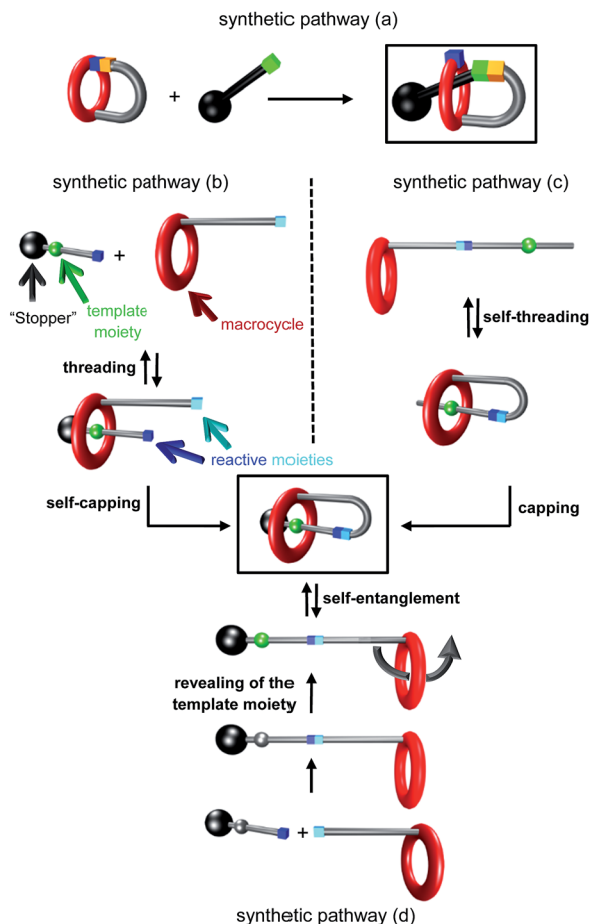 synthetic pathway (a)
+
synthetic pathway (b)
synthetic pathway (c)
+
"Stopper"
template
moiety
macrocycle
threading
self-threading
reactive moieties
self-capping
capping
self-entanglement
revealing of the
template moiety
+
synthetic pathway (d)